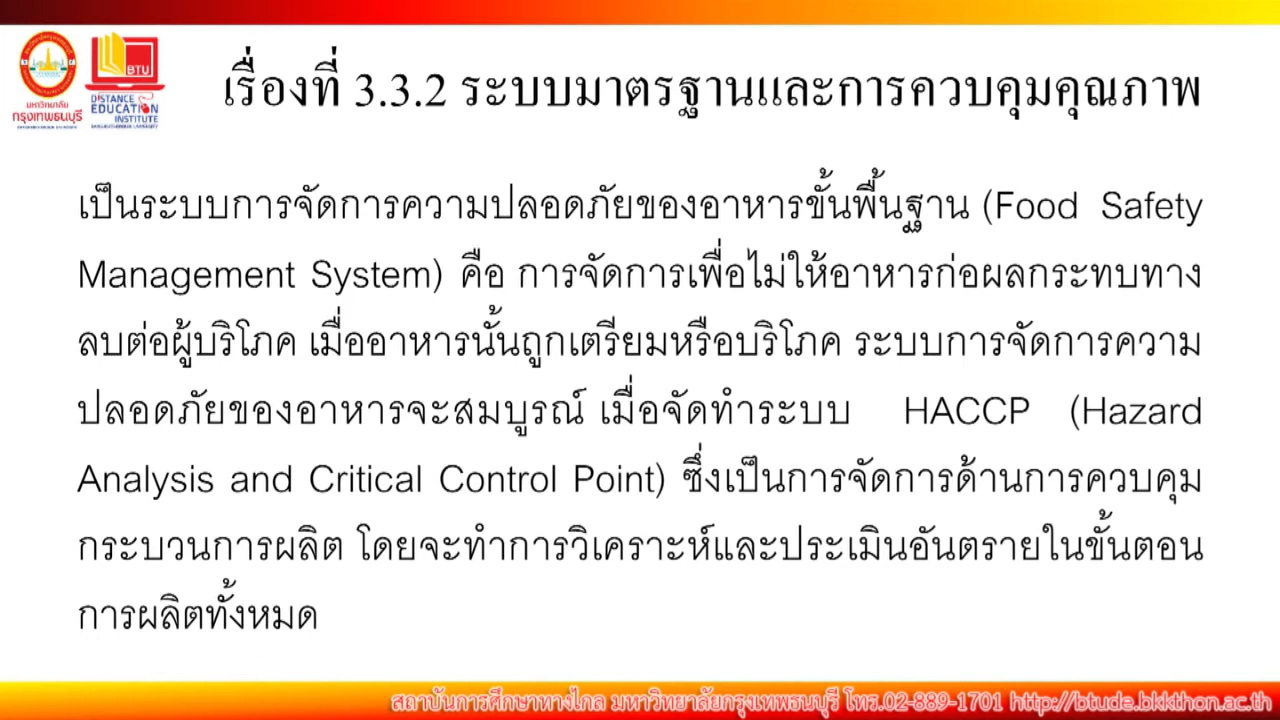 เรื่องที่ 3.3.2 ระบบมาตรฐานและการควบคุมคุณภาพ
มหาวิทยาลัย
กรุงเทพธนบุรี
BTU
DISTANCE
EDUCATION
INSTITUTE
เป็นระบบการจัดการความปลอดภัยของอาหารขั้นพื้นฐาน (Food Safety
Management System) คือ การจัดการเพื่อไม่ให้อาหารก่อผลกระทบทาง
ลบต่อผู้บริโภค เมื่ออาหารนั้นถูกเตรียมหรือบริโภค ระบบการจัดการความ
ปลอดภัยของอาหารจะสมบูรณ์ เมื่อจัดทำระบบ HACCP (Hazard
Analysis and Critical Control Point) ซึ่งเป็นการจัดการด้านการควบคุม
กระบวนการผลิต โดยจะทำการวิเคราะห์และประเมินอันตรายในขั้นตอน
การผลิตทั้งหมด
สถาบันการศึกษาทางไกล มหาวิทยาลัยกรุงเทพธนบุรี โทร.02-889-1701 http://btude.bkkthon.ac.th